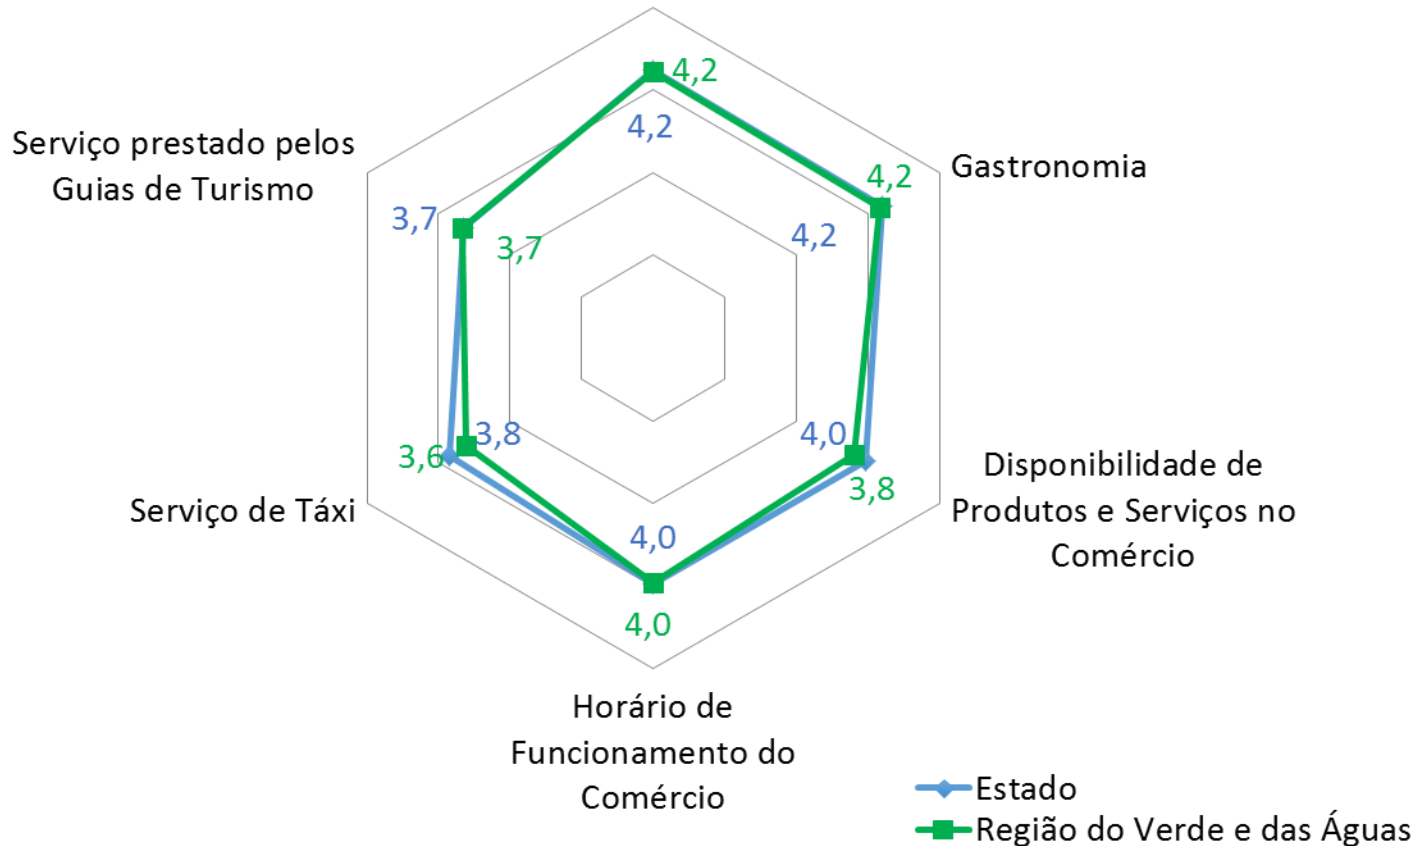 4,2
4,2
Serviço prestado pelos
Guias de Turismo
Gastronomia
4,2
4,2
3,7
3,7
3,6
3,8
4,0
3,8
Disponibilidade de
Produtos e Serviços no
Comércio
Serviço de Táxi
4,0
4,0
Horário de
Funcionamento do
Comércio
Estado
Região do Verde e das Águas